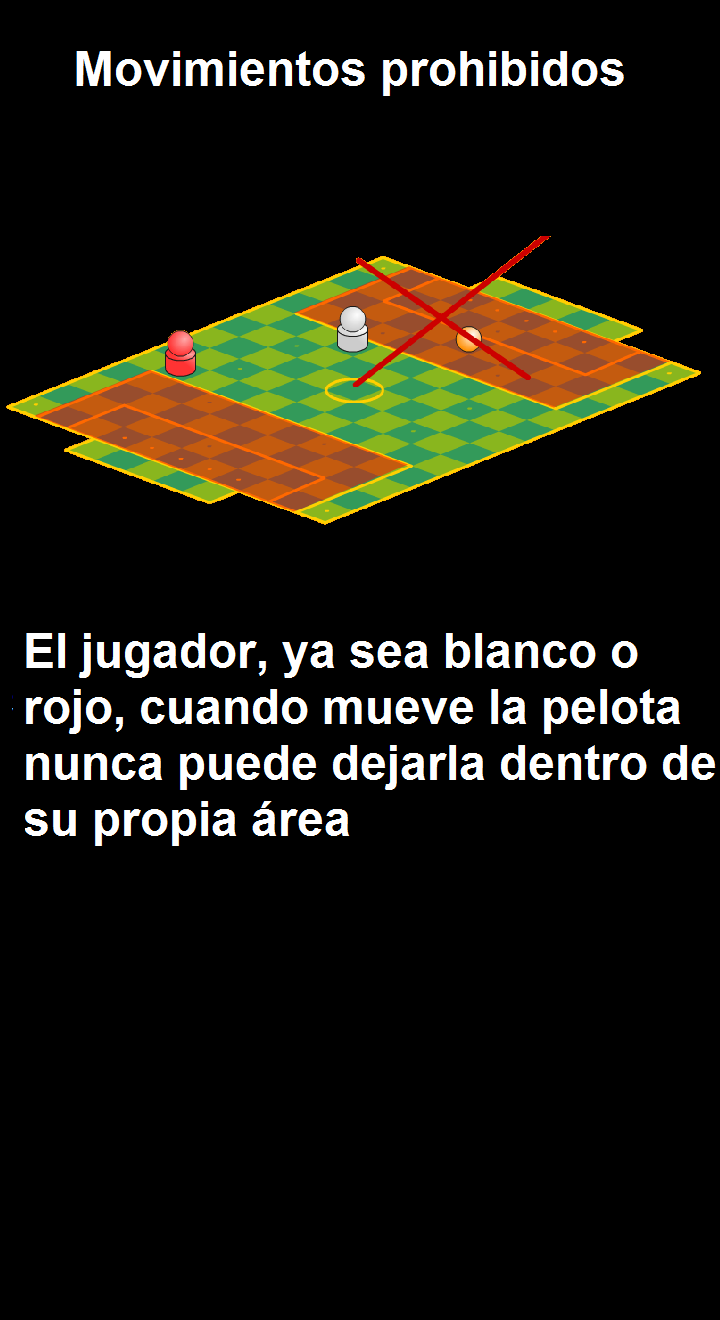 Movimientos prohibidos
El jugador, ya sea blanco o
rojo, cuando mueve la pelota
nunca puede dejarla dentro de
su propia área